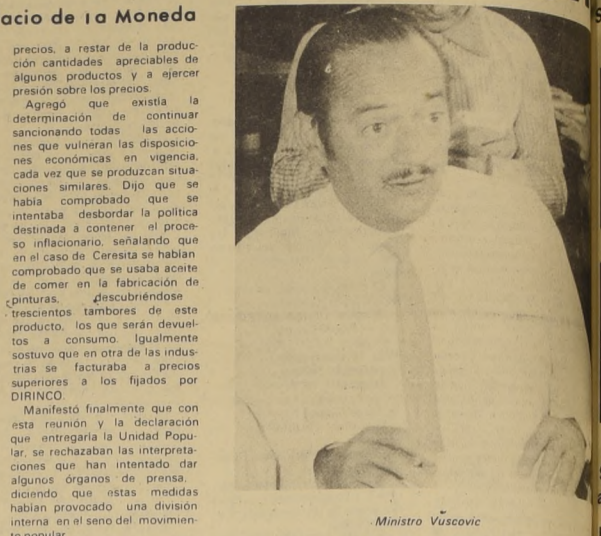 acio de la Moneda
precios, a restar de la produc-
ción cantidades apreciables de
algunos productos y a ejercer
presión sobre los precios.
Agregó que existía la
determinación de continuar
sancionando todas las accio-
nes que vulneran las disposicio-
nes económicas en vigencia,
cada vez que se produzcan situa-
ciones similares. Dijo que se
había comprobado que se
intentaba desbordar la política
destinada a contener el proce-
so inflacionario, señalando que
en el caso de Ceresita se habían
comprobado que se usaba aceite
de comer en la fabricación de
pinturas, descubriéndose
trescientos tambores de este
producto, los que serán devuel-
tos a consumo. Igualmente
sostuvo que en otra de las indus-
trias se facturaba a precios
superiores a los fijados por
DIRINCO.
Manifestó finalmente que con
esta reunión y la declaración
que entregaría la Unidad Popu-
lar, se rechazaban las interpreta-
ciones que han intentado dar
algunos órganos de prensa,
diciendo que estas medidas
habían provocado una división
interna en el seno del movimien-
to popular.
Ministro Vuscovic